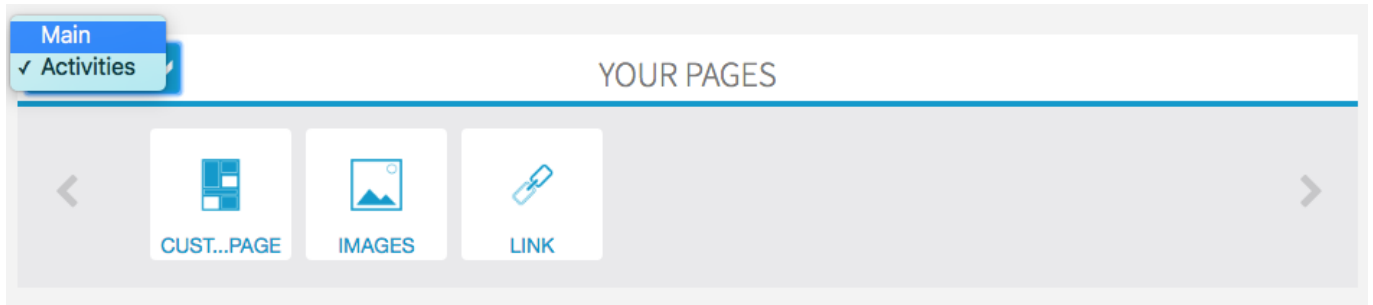 Main
✓ Activities
YOUR PAGES
CUST...PAGE
IMAGES
LINK